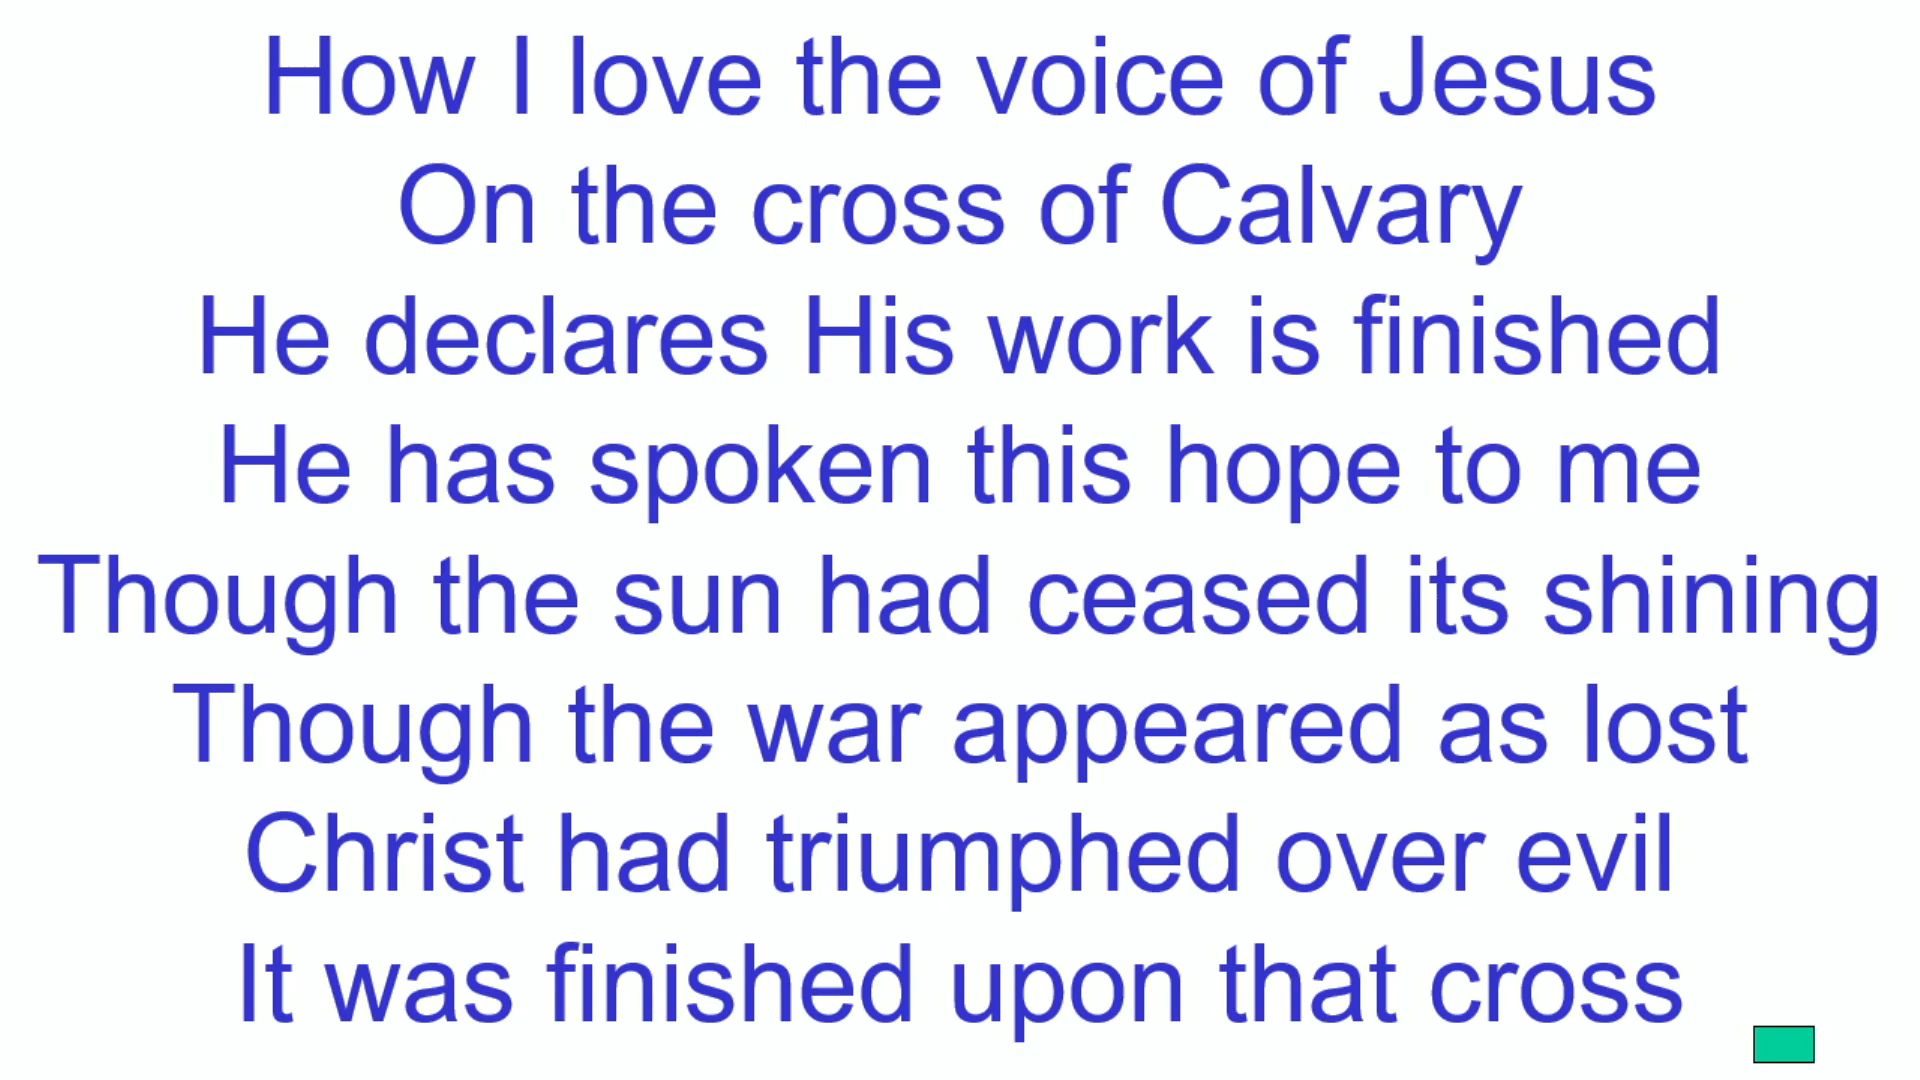 How I love the voice of Jesus
On the cross of Calvary
He declares His work is finished
He has spoken this hope to me
Though the sun had ceased its shining
Though the war appeared as lost
Christ had triumphed over evil
It was finished upon that cross